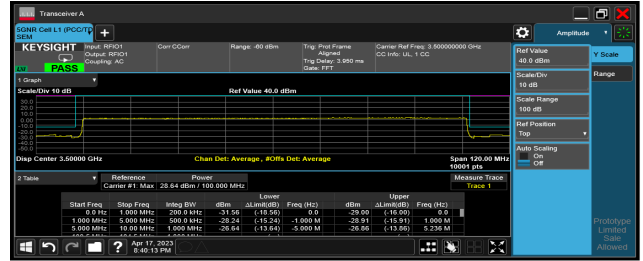 Transceiver A
5GNR Cell L1 (PCC/TD
SEM
KEYSIGHT
Input: RFIO1
Output: RFIO1
Coupling: AC
Corr CCorr
Range: -00 dBm
Trig: Prot Frame
Aligned
Trig Delay: 3.950 ms
Gate: FFT
Carrier Ref Freq: 3.500000000 GHz
CC Info: UL, 1 CC
PASS
Amplitude
Ref Value
40.0 dBm
Y Scale
Scale/Div
10 dB
Range
Scale Range
100 dB
Ref Position
Top
Auto Scaling
On
Off
1 Graph
Scale/Div 10 dB
Ref Value 40.0 dBm
30.0
20.0
10.0
0.00
-10.0
-20.0
-30.0
-40.0
-50.0
Disp Center 3.50000 GHz
Chan Det: Average , #Offs Det: Average
Span 120.00 MHz
10001 pts
2 Table
Reference
Power
Carrier #1: Max
28.64 dBm / 100.000 MHz
Measure Trace
Trace 1
Lower
Upper
Start Freq Stop Freq Integ BW dBm ΔLimit(dB) Freq (Hz) dBm ΔLimit(dB) Freq (Hz)
0.0 Hz 1.000 MHz 200.0 kHz -31.56 (-18.56) 0.0 -29.00 (-16.00) 0.0
1.000 MHz 5.000 MHz 500.0 kHz -28.24 (-15.24) -1.000 M -28.91 (-15.91) 1.000 M
5.000 MHz 10.00 MHz 1.000 MHz -26.64 (-13.64) -5.000 M -26.86 (-13.86) 5.236 M
Apr 17, 2023
8:40:13 PM
Prototype
Limited
Sale
Allowed